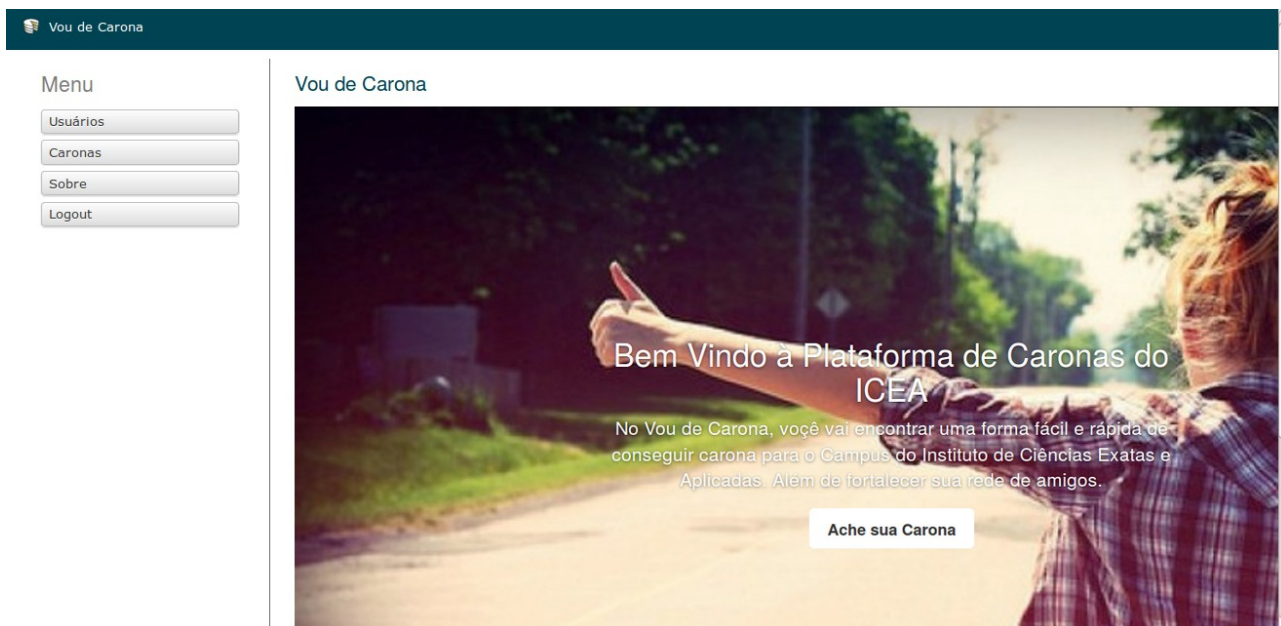 Vou de Carona
Menu
Usuários
Caronas
Sobre
Logout
Vou de Carona
Bem Vindo à Plataforma de Caronas do
ICEA
No Vou de Carona, voçê vai encontrar uma forma fácil e rápida de
conseguir carona para o Campus do Instituto de Ciências Exatas e
Aplicadas. Além de fortalecer sua rede de amigos.
Ache sua Carona